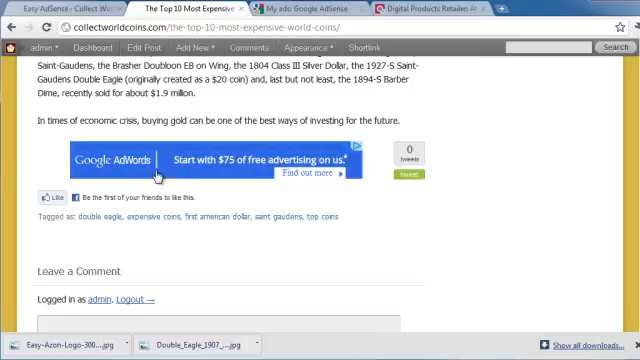 Easy AdSense ‹ Collect World
The Top 10 Most Expensive
My ads: Google AdSense
Digital Products Retailer: A
collectworldcoins.com/the-top-10-most-expensive-world-coins/
admin Dashboard Edit Post Add New Comments Appearance Shortlink Search
Saint-Gaudens, the Brasher Doubloon EB on Wing, the 1804 Class III Silver Dollar, the 1927-S Saint-
Gaudens Double Eagle (originally created as a $20 coin) and, last but not least, the 1894-S Barber
Dime, recently sold for about $1.9 million.
In times of economic crisis, buying gold can be one of the best ways of investing for the future.
Google AdWords
Start with $75 of free advertising on us.*
Find out more
0
tweets
tweet
Like Be the first of your friends to like this.
Tagged as: double eagle, expensive coins, first american dollar, saint gaudens, top coins
Leave a Comment
Logged in as admin. Logout →
Easy-Azon-Logo-300....jpg
Double_Eagle_1907_....jpg
Show all downloads...